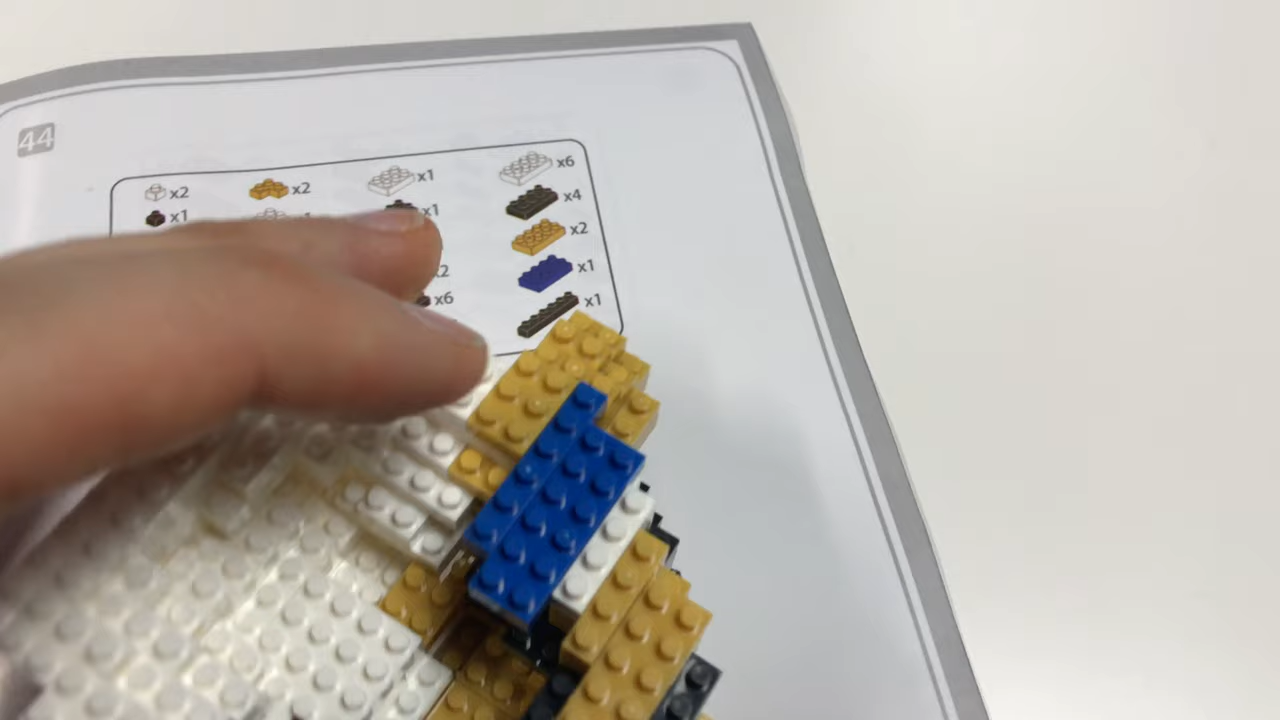 44
x2 x2 x1 x6
x1 x1 x4
x2
x2 x1
x6 x1